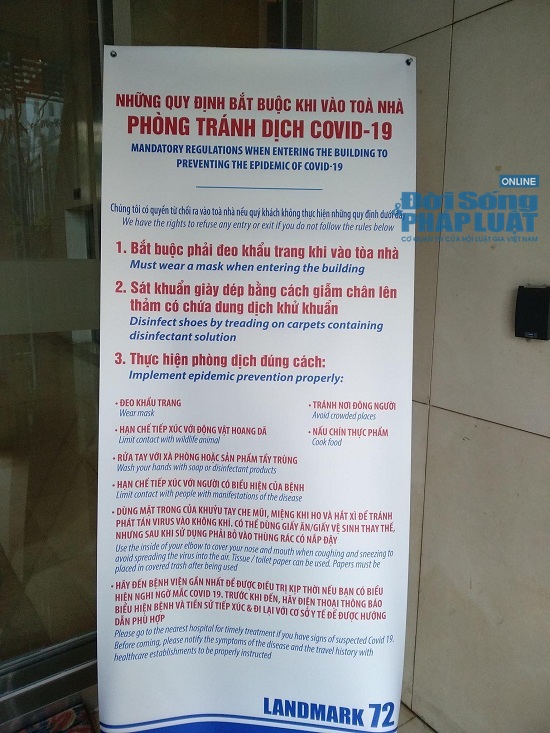 NHỮNG QUY ĐỊNH BẮT BUỘC KHI VÀO TOÀ NHÀ
PHÒNG TRÁNH DỊCH COVID-19
MANDATORY REGULATIONS WHEN ENTERING THE BUILDING TO
PREVENTING THE EPIDEMIC OF COVID-19
ONLINE
Đời Sống
& PHÁP LUẬT
CƠ QUAN TW CỦA HỘI LUẬT GIA VIỆT NAM
Chúng tôi có quyền từ chối ra vào toà nhà nếu quý khách không thực hiện những quy định dưới đây
We have the rights to refuse any entry or exit if you do not follow the rules below
1. Bắt buộc phải đeo khẩu trang khi vào tòa nhà
Must wear a mask when entering the building
2. Sát khuẩn giày dép bằng cách giẫm chân lên
thảm có chứa dung dịch khử khuẩn
Disinfect shoes by treading on carpets containing
disinfectant solution
3. Thực hiện phòng dịch đúng cách:
Implement epidemic prevention properly:
• ĐEO KHẨU TRANG
Wear mask
• TRÁNH NƠI ĐÔNG NGƯỜI
Avoid crowded places
• HẠN CHẾ TIẾP XÚC VỚI ĐỘNG VẬT HOANG DÃ
Limit contact with wildlife animal
• NẤU CHÍN THỰC PHẨM
Cook food
• RỬA TAY VỚI XÀ PHÒNG HOẶC SẢN PHẨM TẨY TRÙNG
Wash your hands with soap or disinfectant products
• HẠN CHẾ TIẾP XÚC VỚI NGƯỜI CÓ BIỂU HIỆN CỦA BỆNH
Limit contact with people with manifestations of the disease
• DÙNG MẶT TRONG CỦA KHUỶU TAY CHE MŨI, MIỆNG KHI HO VÀ HẮT XÌ ĐỂ TRÁNH
PHÁT TÁN VIRUS VÀO KHÔNG KHÍ. CÓ THỂ DÙNG GIẤY ĂN/GIẤY VỆ SINH THAY THẾ,
NHƯNG SAU KHI SỬ DỤNG PHẢI BỎ VÀO THÙNG RÁC CÓ NẮP ĐẬY
Use the inside of your elbow to cover your nose and mouth when coughing and sneezing to
avoid spreading the virus into the air. Tissue / toilet paper can be used. Papers must be
placed in covered trash after being used
• HÃY ĐẾN BỆNH VIỆN GẦN NHẤT ĐỂ ĐƯỢC ĐIỀU TRỊ KỊP THỜI NẾU BẠN CÓ BIỂU
HIỆN NGHI NGỜ MẮC COVID 19. TRƯỚC KHI ĐẾN, HÃY ĐIỆN THOẠI THÔNG BÁO
BIỂU HIỆN BỆNH VÀ TIỀN SỬ TIẾP XÚC & ĐI LẠI VỚI CƠ SỞ Y TẾ ĐỂ ĐƯỢC HƯỚNG
DẪN PHÙ HỢP
Please go to the nearest hospital for timely treatment if you have signs of suspected Covid 19.
Before coming, please notify the symptoms of the disease and the travel history with
healthcare establishments to be properly instructed
LANDMARK 72